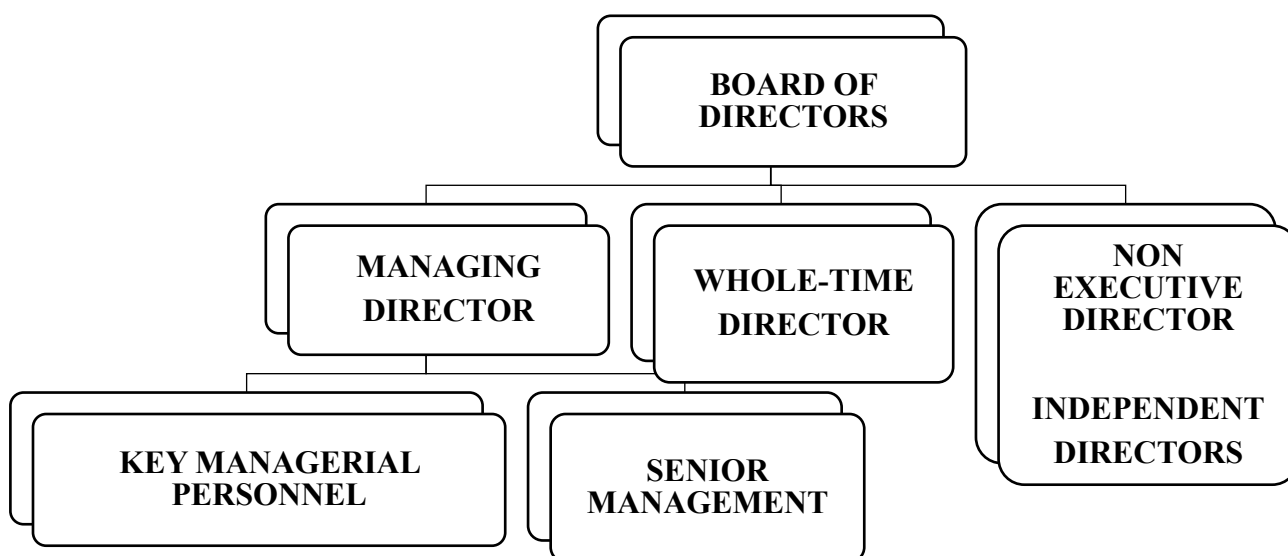 BOARD OF
DIRECTORS
MANAGING
DIRECTOR
WHOLE-TIME
DIRECTOR
NON
EXECUTIVE
DIRECTOR
INDEPENDENT
DIRECTORS
KEY MANAGERIAL
PERSONNEL
SENIOR
MANAGEMENT